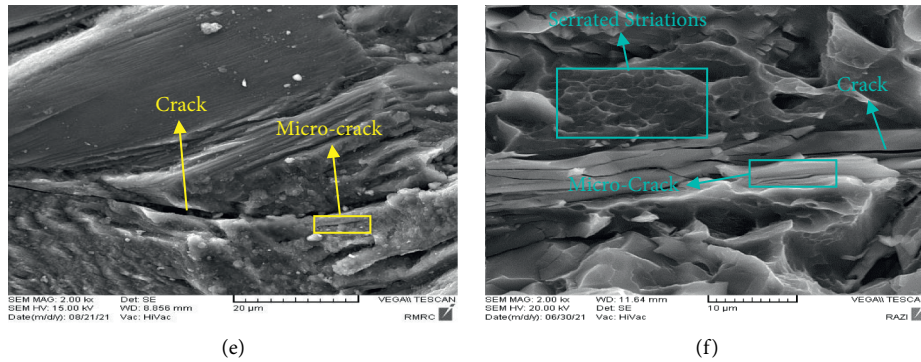 Crack
Micro-crack
SEM MAG: 2.00 kx Det: SE
SEM HV: 15.00 kV WD: 8.856 mm 20 µm VEGA\\ TESCAN
Date(m/d/y): 08/21/21 Vac: HiVac RMRC
(e)
Serrated Striations
Crack
Micro-Crack
SEM MAG: 2.00 kx WD: 11.64 mm
SEM HV: 20.00 kV Det: SE 10 µm VEGA\\ TESCAN
Date(m/d/y): 06/30/21 Vac: HiVac RAZI
(f)